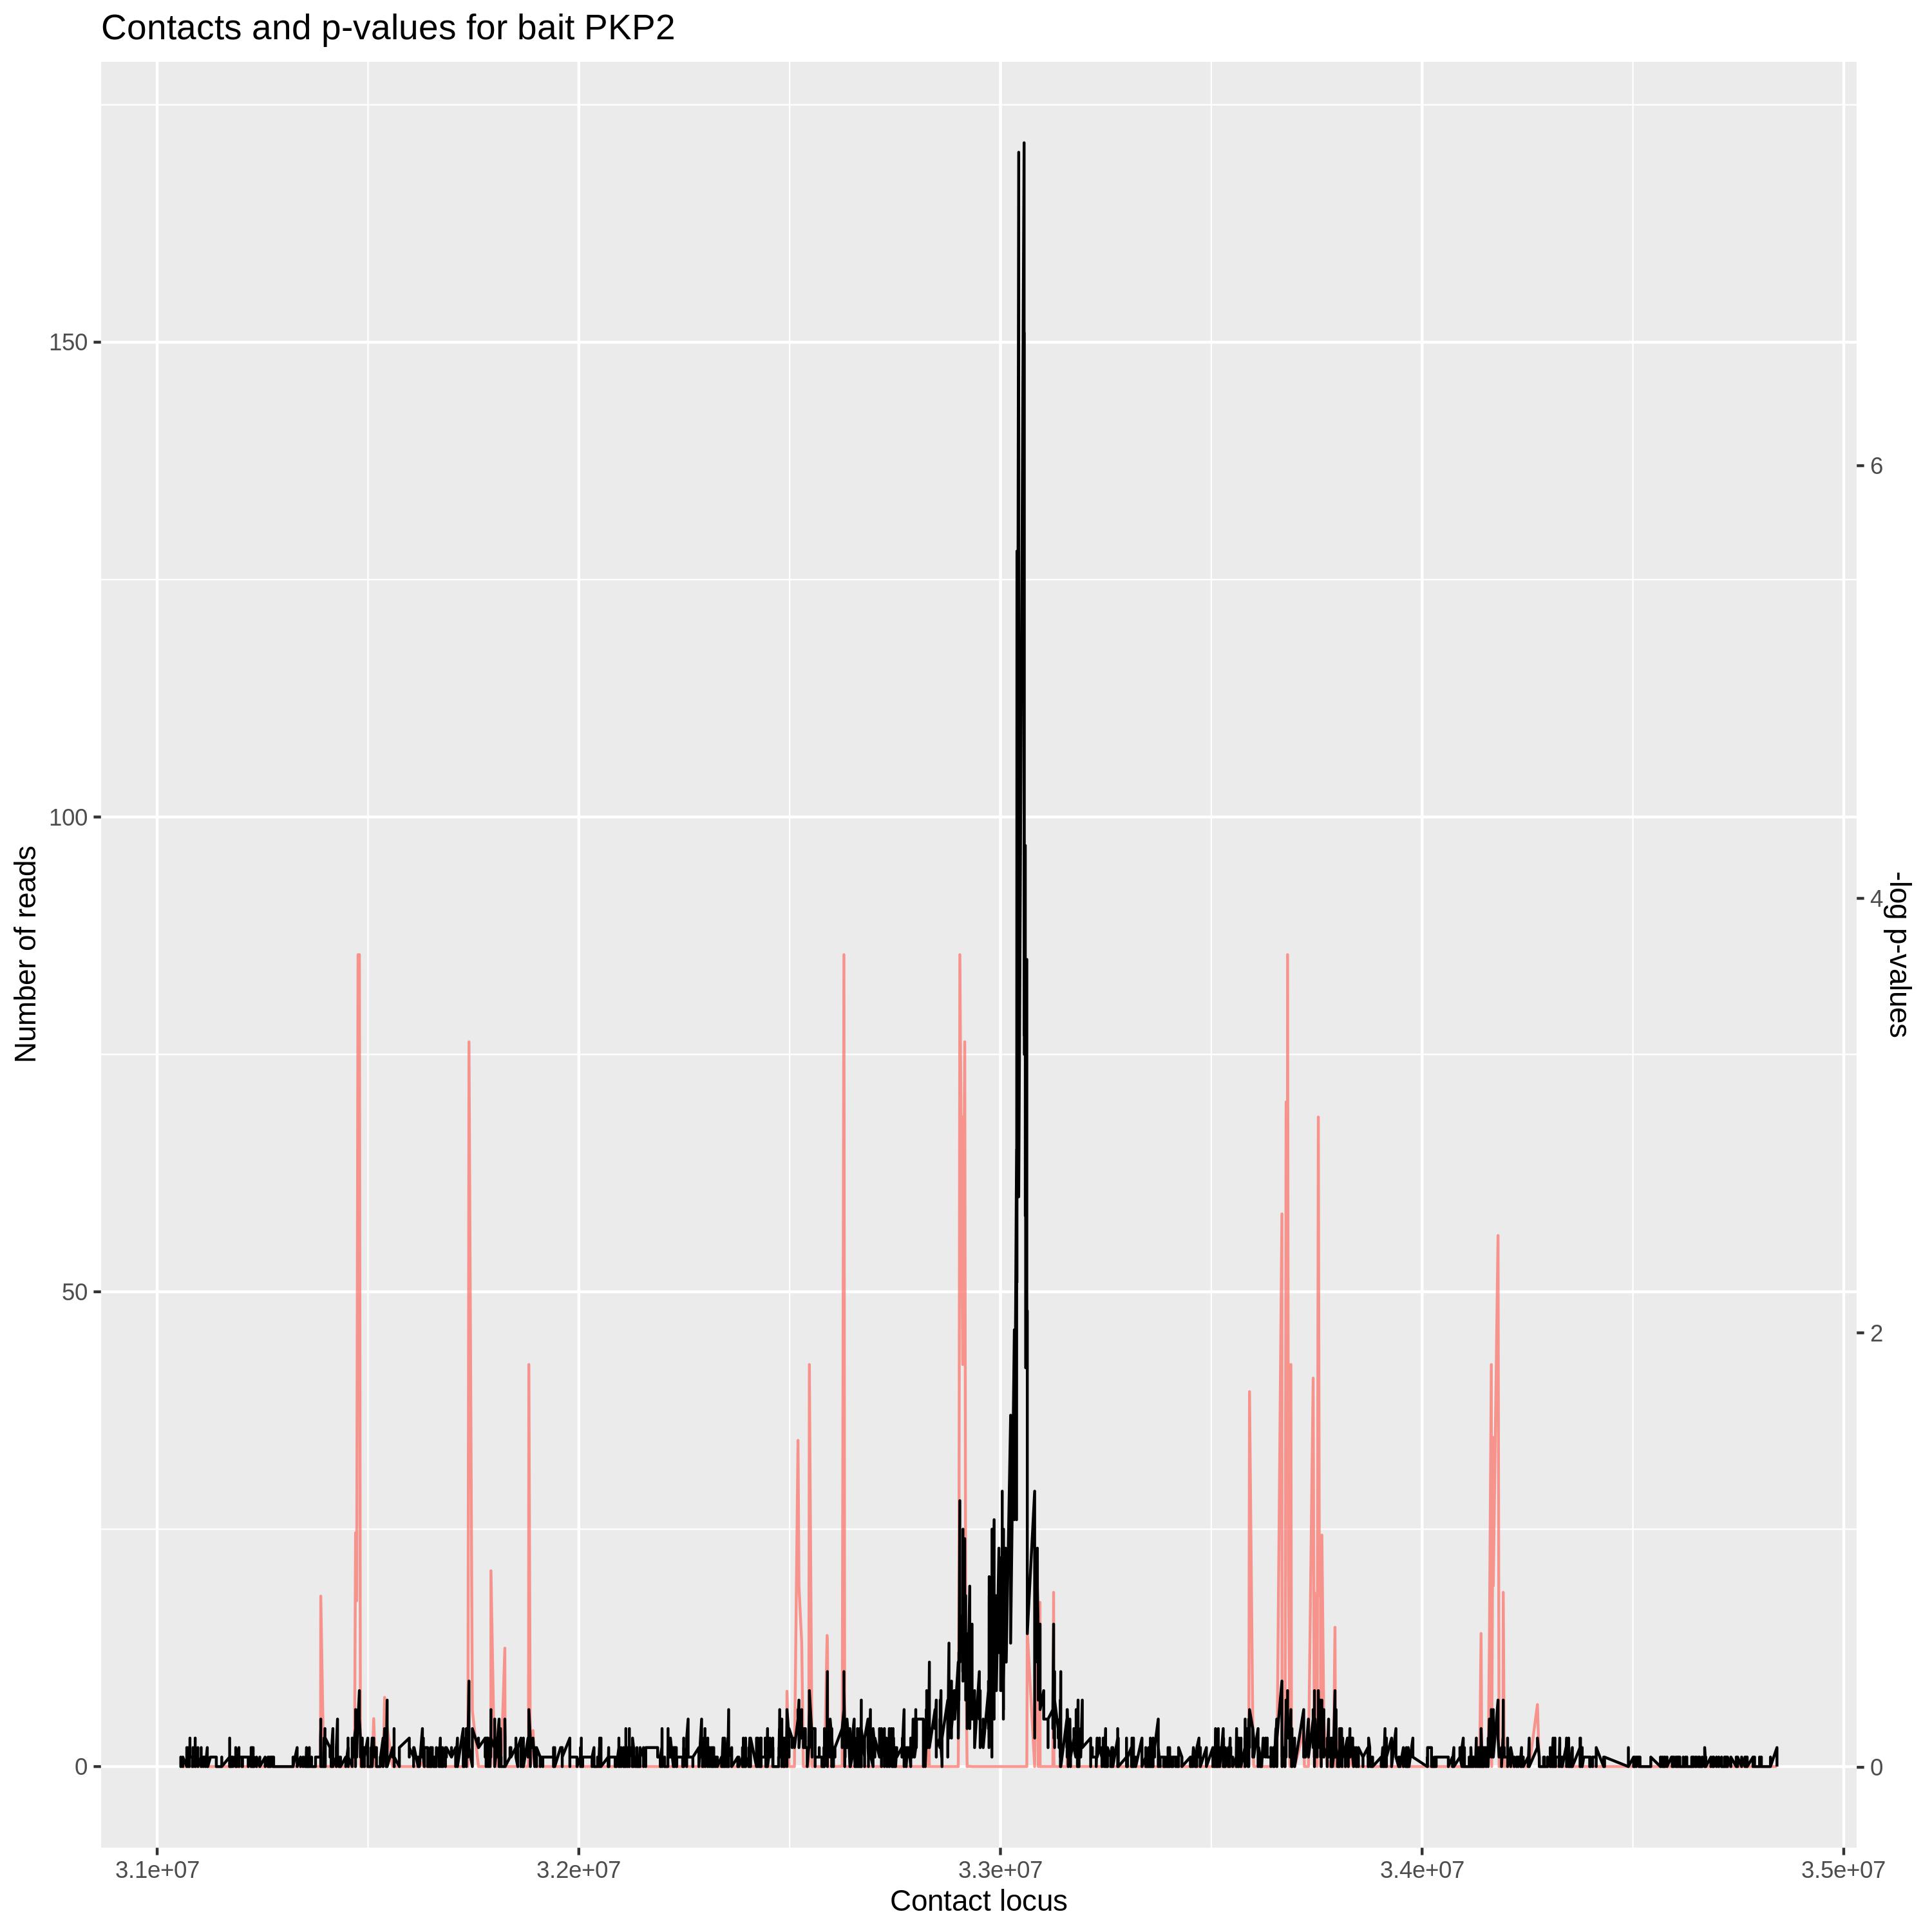 Contacts and p-values for bait PKP2
150
100
50
0
Number of reads
6
4
2
0
-log p-values
3.1e+07
3.2e+07
3.3e+07
3.4e+07
3.5e+07
Contact locus